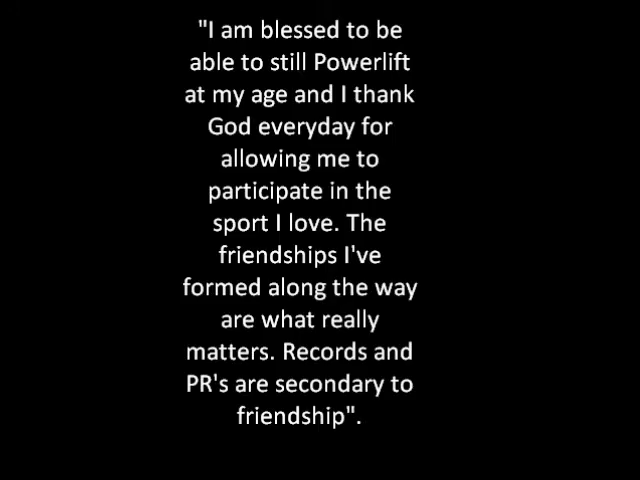 "I am blessed to be
able to still Powerlift
at my age and I thank
God everyday for
allowing me to
participate in the
sport I love. The
friendships I've
formed along the way
are what really
matters. Records and
PR's are secondary to
friendship".